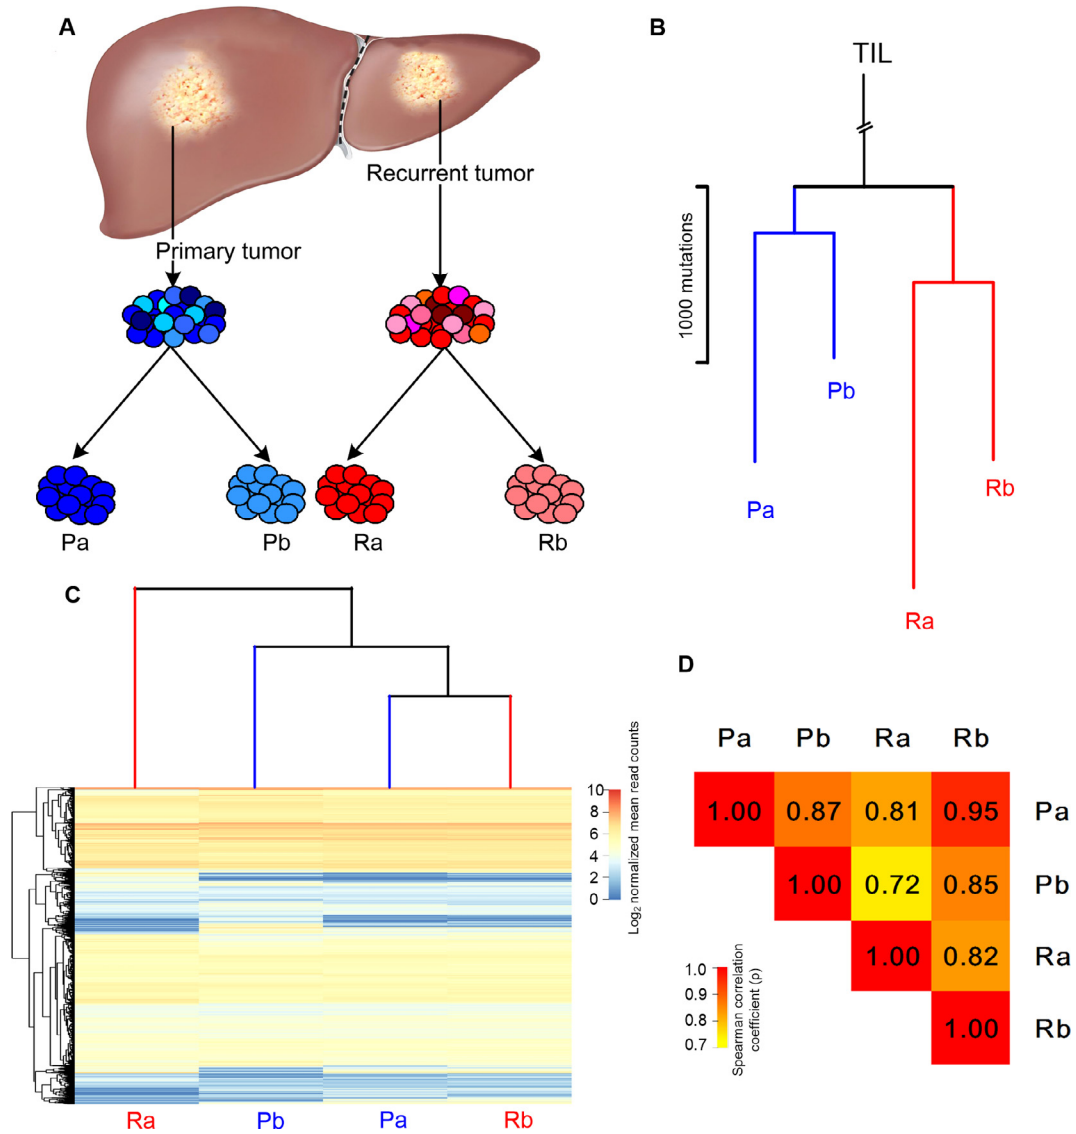 A
Recurrent tumor
Primary tumor
Pa
Pb
Ra
Rb
B
TIL
1000 mutations
Pb
Pa
Rb
Ra
C
Log2 normalized mean read counts
10
8
6
4
2
0
Ra
Pb
Pa
Rb
D
Pa Pb Ra Rb
1.00 0.87 0.81 0.95 Pa
1.00 0.72 0.85 Pb
1.00 0.82 Ra
1.00 Rb
1.0
0.9
0.8
0.7
Spearman correlation
coefficient (ρ)